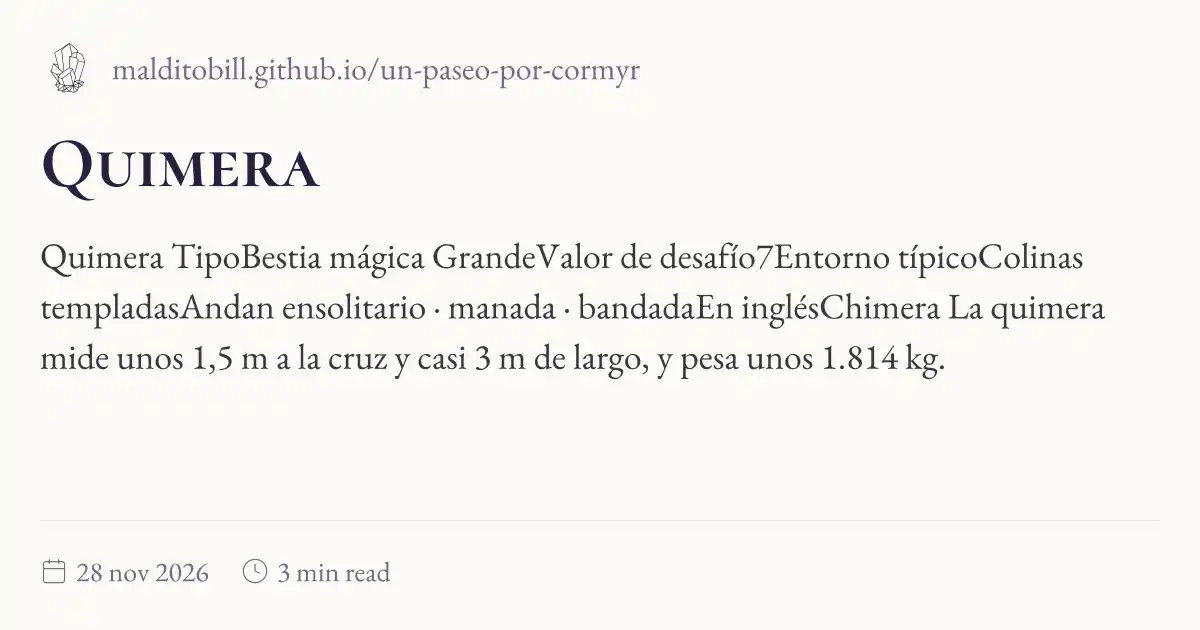 malditobill.github.io/un-paseo-por-cormyr
Quimera
Quimera TipoBestia mágica GrandeValor de desafío7Entorno típicoColinas
templadasAndan ensolitario · manada · bandadaEn inglésChimera La quimera
mide unos 1,5 m a la cruz y casi 3 m de largo, y pesa unos 1.814 kg.
28 nov 2026 3 min read